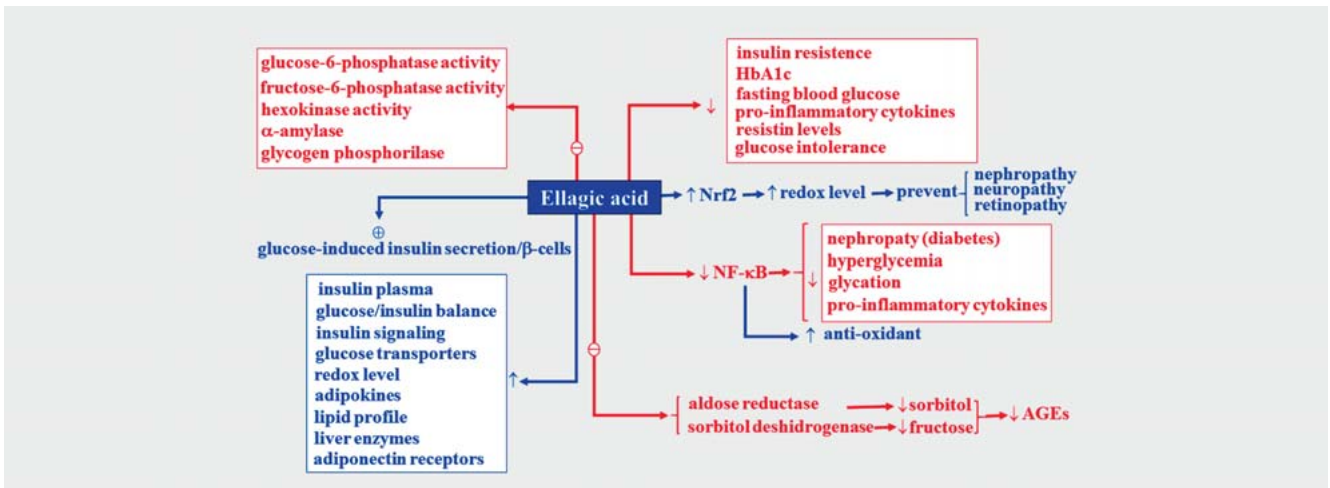 glucose-6-phosphatase activity
fructose-6-phosphatase activity
hexokinase activity
α-amylase
glycogen phosphorilase
⊖
↓
insulin resistence
HbA1c
fasting blood glucose
pro-inflammatory cytokines
resistin levels
glucose intolerance
Ellagic acid
↑ Nrf2 → ↑ redox level → prevent
nephropathy
neuropathy
retinopathy
⊕
glucose-induced insulin secretion/β-cells
↓ NF-κB
↓
nephropaty (diabetes)
hyperglycemia
glycation
pro-inflammatory cytokines
↑ anti-oxidant
insulin plasma
glucose/insulin balance
insulin signaling
glucose transporters
redox level
adipokines
lipid profile
liver enzymes
adiponectin receptors
↑
⊖
aldose reductase → ↓sorbitol
sorbitol deshidrogenase → ↓fructose
↓ AGEs